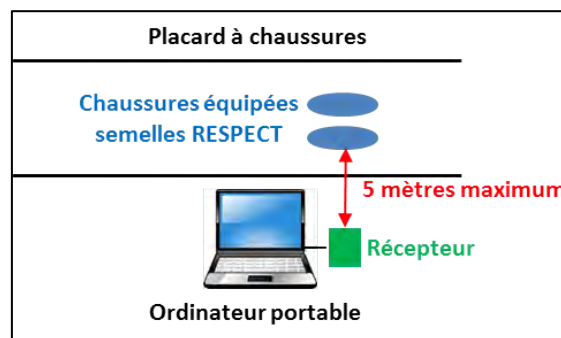 Placard à chaussures
Chaussures équipées
semelles RESPECT
5 mètres maximum
Récepteur
Ordinateur portable